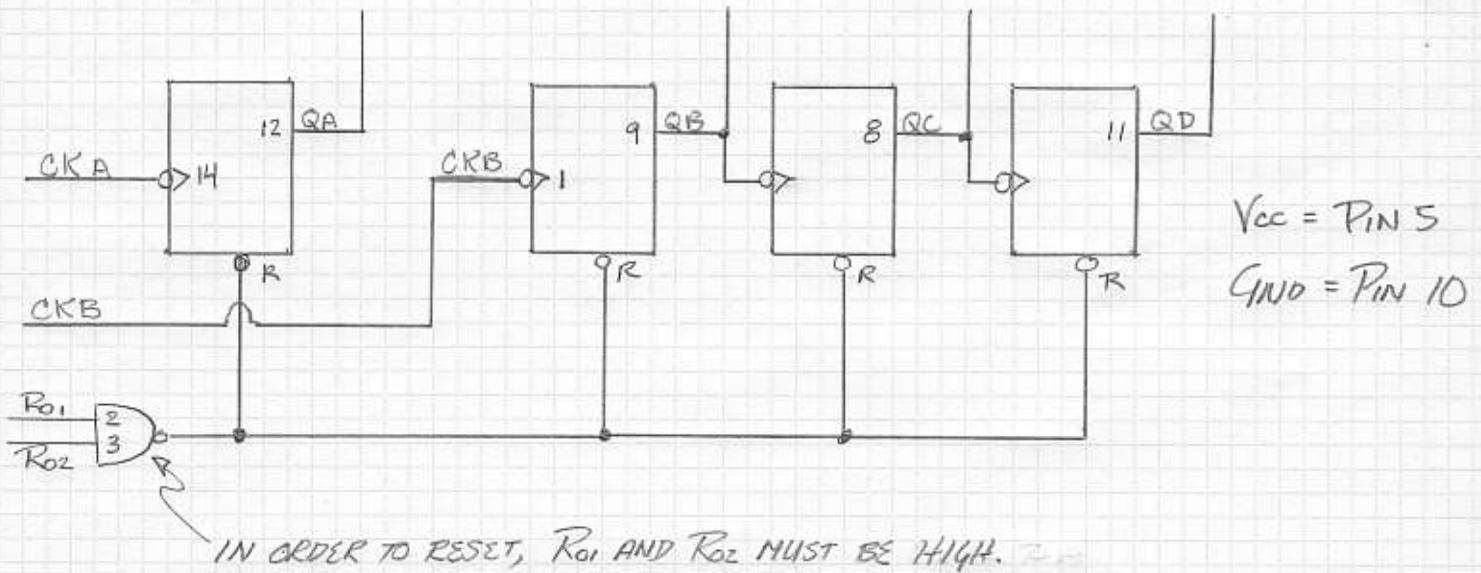 12 QA
9 QB
8 QC
11 QD
CKA
14
CKB
1
VCC = PIN 5
R
R
R
R
GND = PIN 10
CKB
R01
2
3
R02
IN ORDER TO RESET, R01 AND R02 MUST BE HIGH.